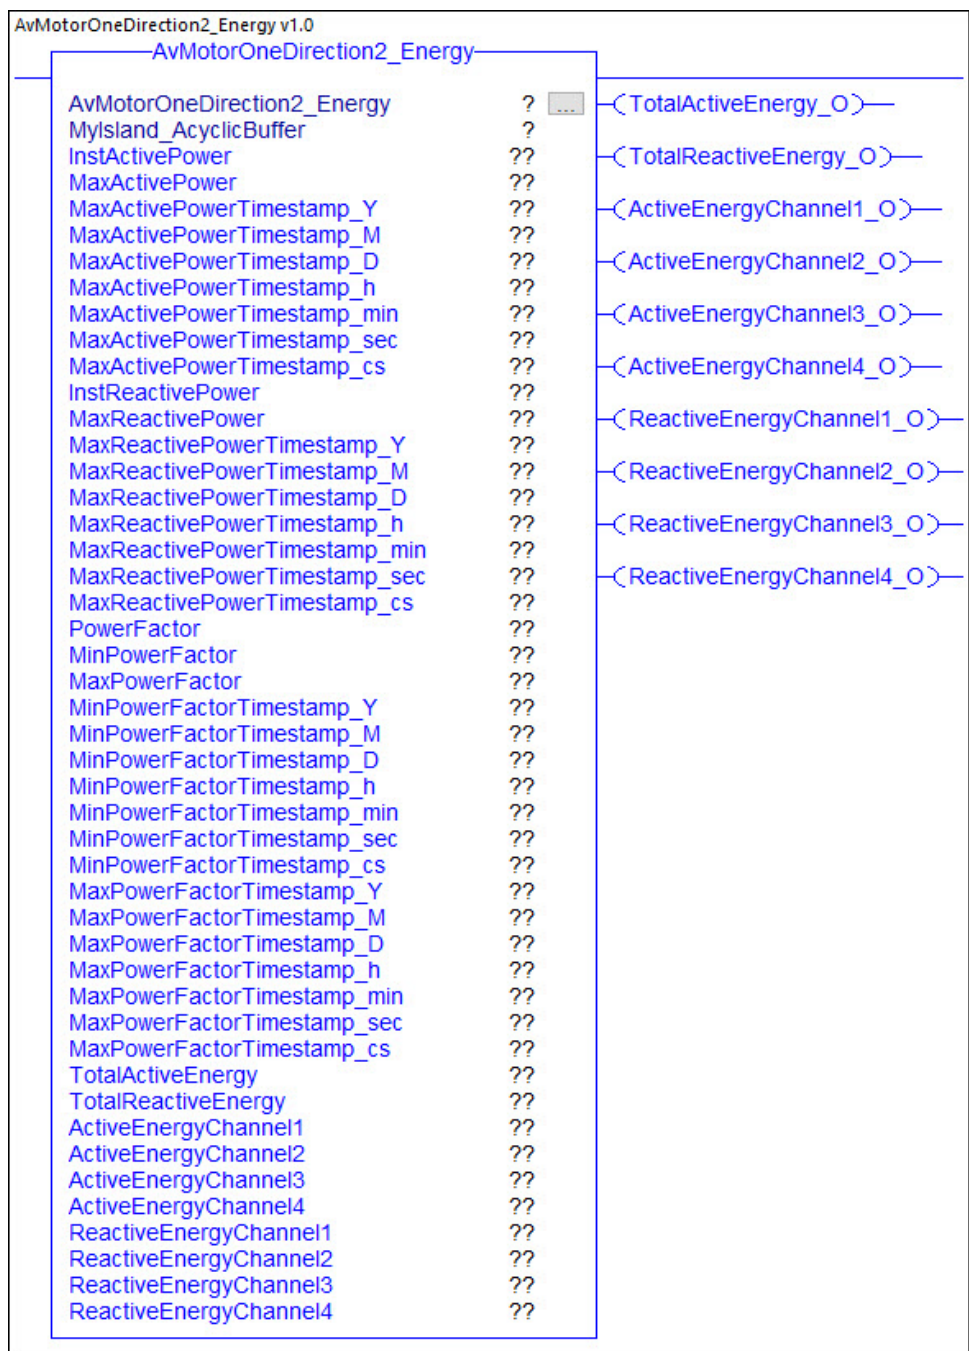 AvMotorOneDirection2_Energy v1.0
AvMotorOneDirection2_Energy
AvMotorOneDirection2_Energy ? ... TotalActiveEnergy_O
MyIsland_AcyclicBuffer ?
InstActivePower ?? TotalReactiveEnergy_O
MaxActivePower ??
MaxActivePowerTimestamp_Y ?? ActiveEnergyChannel1_O
MaxActivePowerTimestamp_M ??
MaxActivePowerTimestamp_D ?? ActiveEnergyChannel2_O
MaxActivePowerTimestamp_h ??
MaxActivePowerTimestamp_min ?? ActiveEnergyChannel3_O
MaxActivePowerTimestamp_sec ??
MaxActivePowerTimestamp_cs ?? ActiveEnergyChannel4_O
InstReactivePower ??
MaxReactivePower ?? ReactiveEnergyChannel1_O
MaxReactivePowerTimestamp_Y ??
MaxReactivePowerTimestamp_M ?? ReactiveEnergyChannel2_O
MaxReactivePowerTimestamp_D ??
MaxReactivePowerTimestamp_h ?? ReactiveEnergyChannel3_O
MaxReactivePowerTimestamp_min ??
MaxReactivePowerTimestamp_sec ?? ReactiveEnergyChannel4_O
MaxReactivePowerTimestamp_cs ??
PowerFactor ??
MinPowerFactor ??
MaxPowerFactor ??
MinPowerFactorTimestamp_Y ??
MinPowerFactorTimestamp_M ??
MinPowerFactorTimestamp_D ??
MinPowerFactorTimestamp_h ??
MinPowerFactorTimestamp_min ??
MinPowerFactorTimestamp_sec ??
MinPowerFactorTimestamp_cs ??
MaxPowerFactorTimestamp_Y ??
MaxPowerFactorTimestamp_M ??
MaxPowerFactorTimestamp_D ??
MaxPowerFactorTimestamp_h ??
MaxPowerFactorTimestamp_min ??
MaxPowerFactorTimestamp_sec ??
MaxPowerFactorTimestamp_cs ??
TotalActiveEnergy ??
TotalReactiveEnergy ??
ActiveEnergyChannel1 ??
ActiveEnergyChannel2 ??
ActiveEnergyChannel3 ??
ActiveEnergyChannel4 ??
ReactiveEnergyChannel1 ??
ReactiveEnergyChannel2 ??
ReactiveEnergyChannel3 ??
ReactiveEnergyChannel4 ??